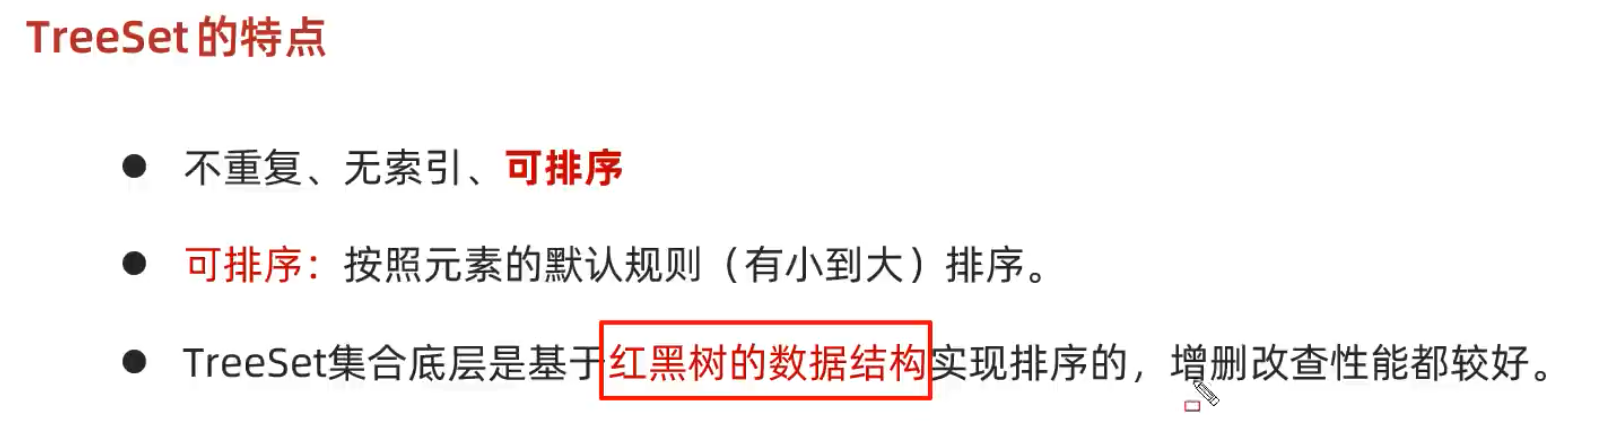 TreeSet的特点
不重复、无索引、可排序
可排序：按照元素的默认规则（有小到大）排序。
TreeSet集合底层是基于红黑树的数据结构实现排序的，增删改查性能都较好。